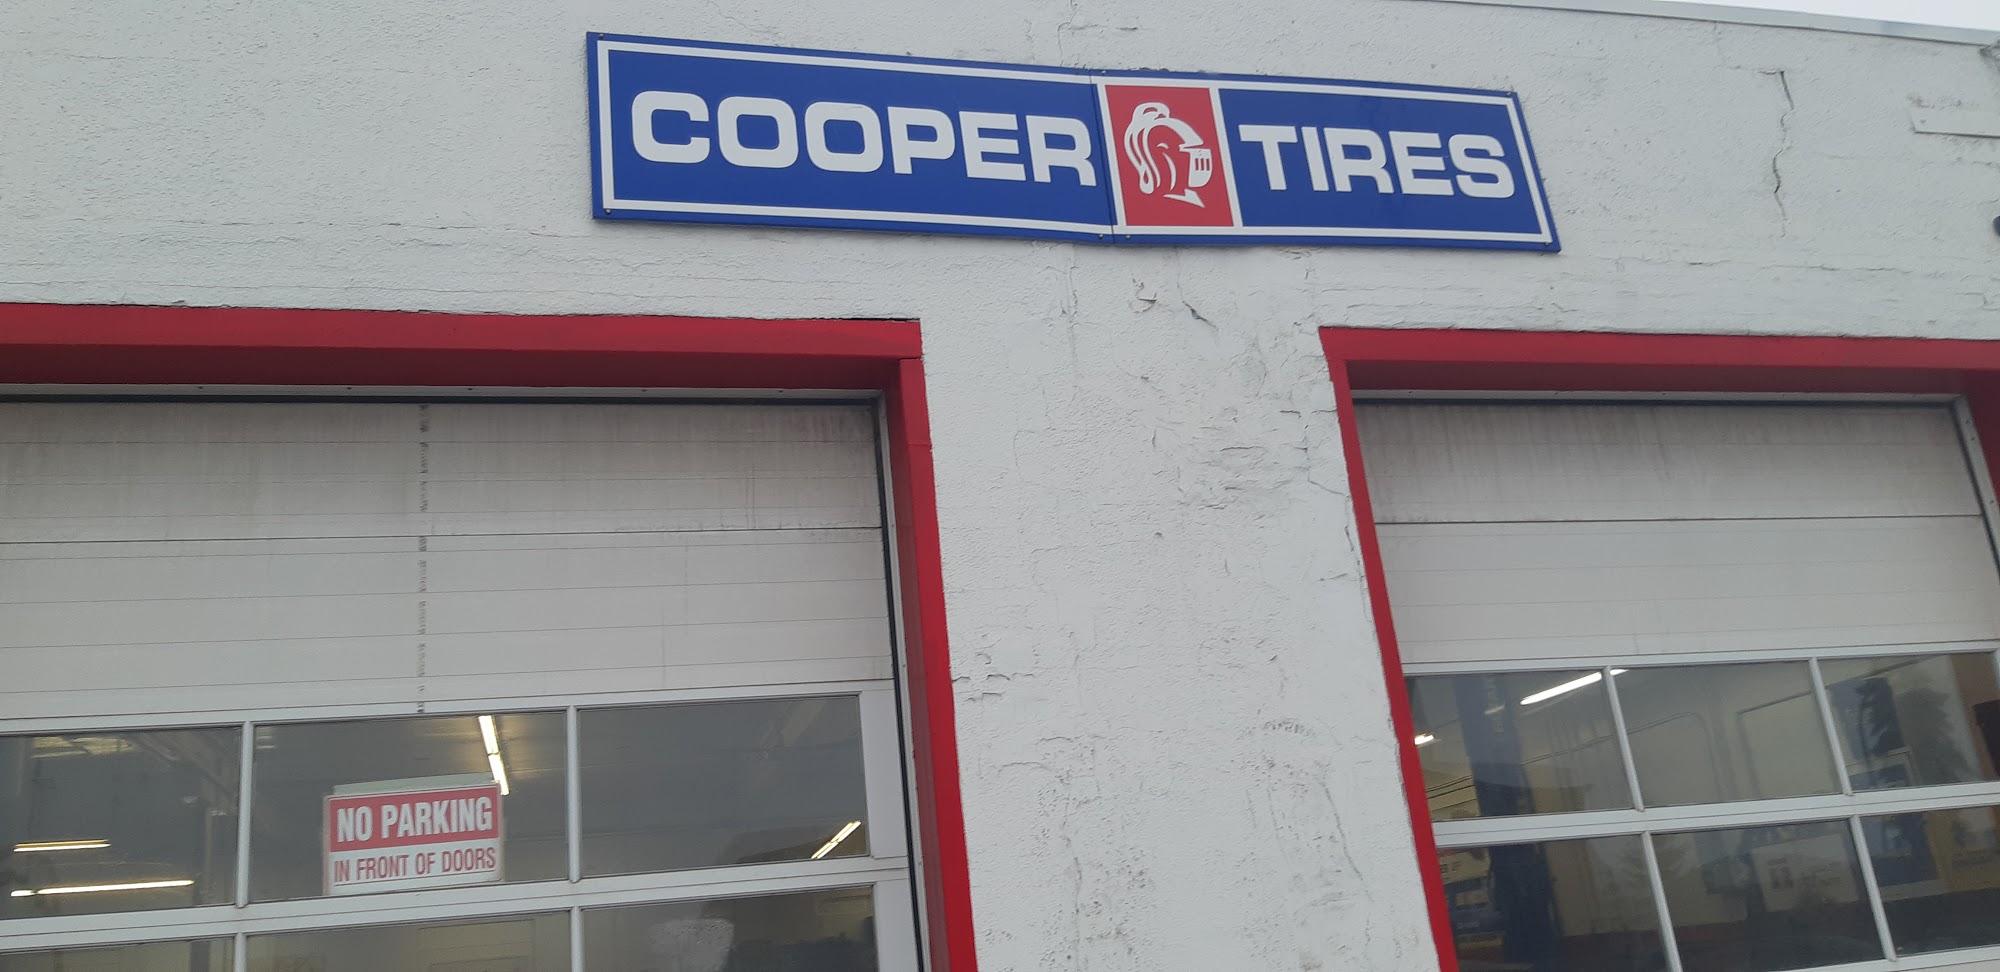 COOPER TIRES
NO PARKING
IN FRONT OF DOORS